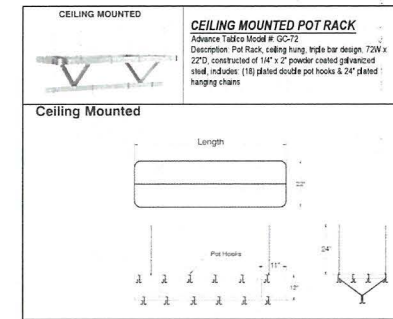 CEILING MOUNTED
CEILING MOUNTED POT RACK
Advance Tabico Model #: GC-72
Description: Pot Rack, ceiling hung, triple bar design, 72W x
22"D, constructed of 1/4" x 2" powder coated galvanized
steel, includes: (18) plated double pot hooks & 24" plated
hanging chains
Ceiling Mounted
Length
22"
Pot Hooks
11"
12"
24"